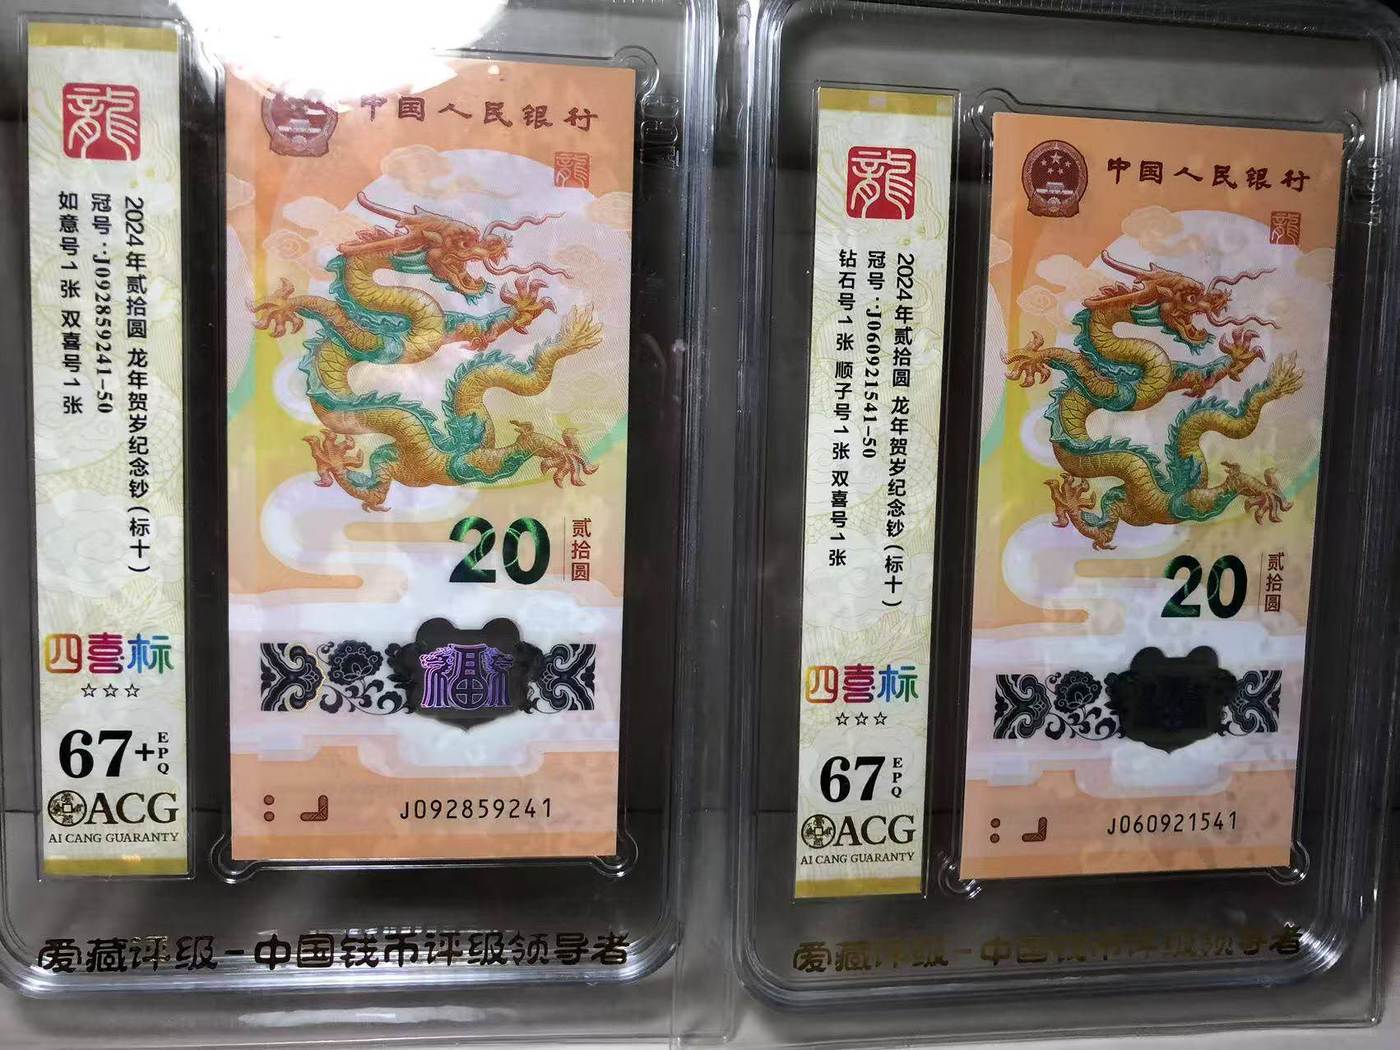 龍
2024年贰拾圆 龙年贺岁纪念钞(标十)
冠号:J092859241-50
如意号1张 双喜号1张
四喜标
☆☆☆
67+ EPQ
ACG
AI CANG GUARANTY
中国人民银行
龍
20
贰拾圆
福
J092859241
爱藏评级-中国钱币评级领导者
龍
2024年贰拾圆 龙年贺岁纪念钞(标十)
冠号:J060921541-50
钻石号1张 顺子号1张 双喜号1张
四喜标
☆☆☆
67 EPQ
ACG
AI CANG GUARANTY
中国人民银行
龍
20
贰拾圆
J060921541
爱藏评级-中国钱币评级领导者